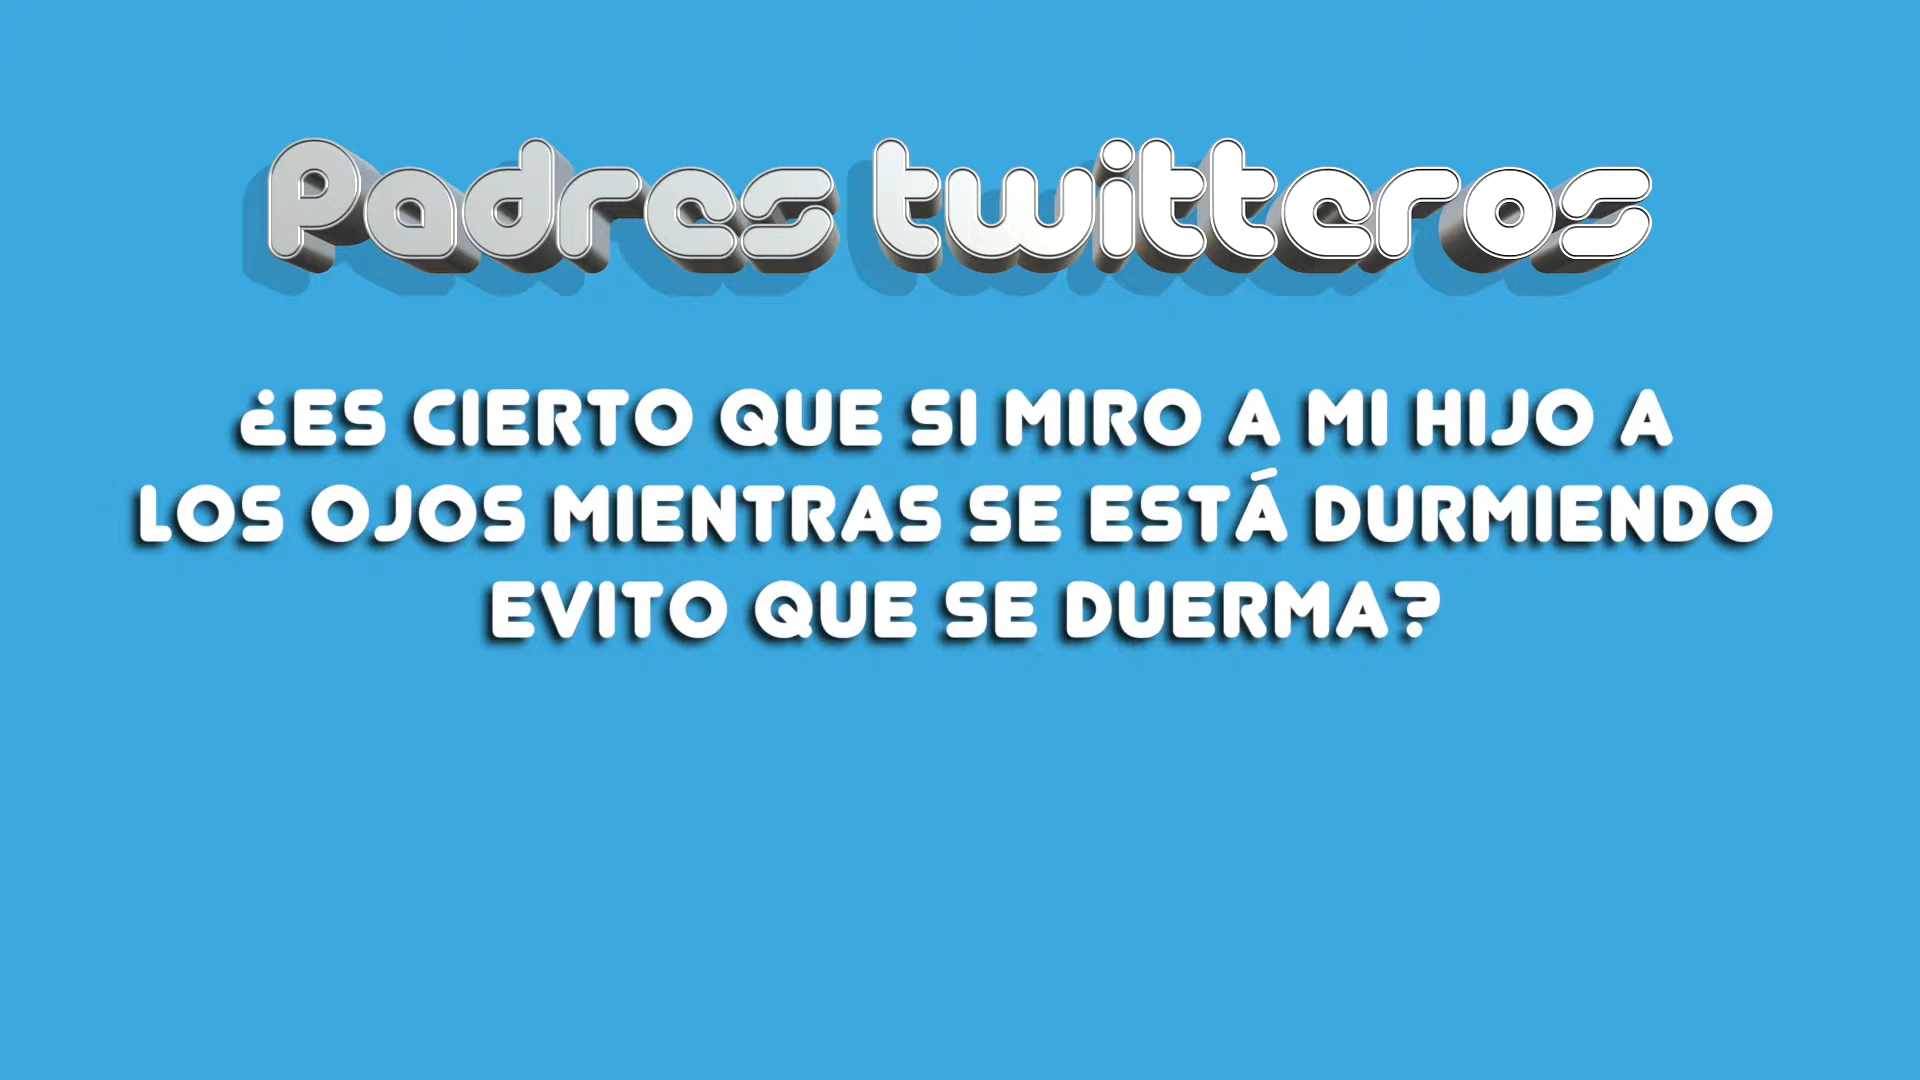 Padres twitteros
¿ES CIERTO QUE SI MIRO A MI HIJO A
LOS OJOS MIENTRAS SE ESTÁ DURMIENDO
EVITO QUE SE DUERMA?